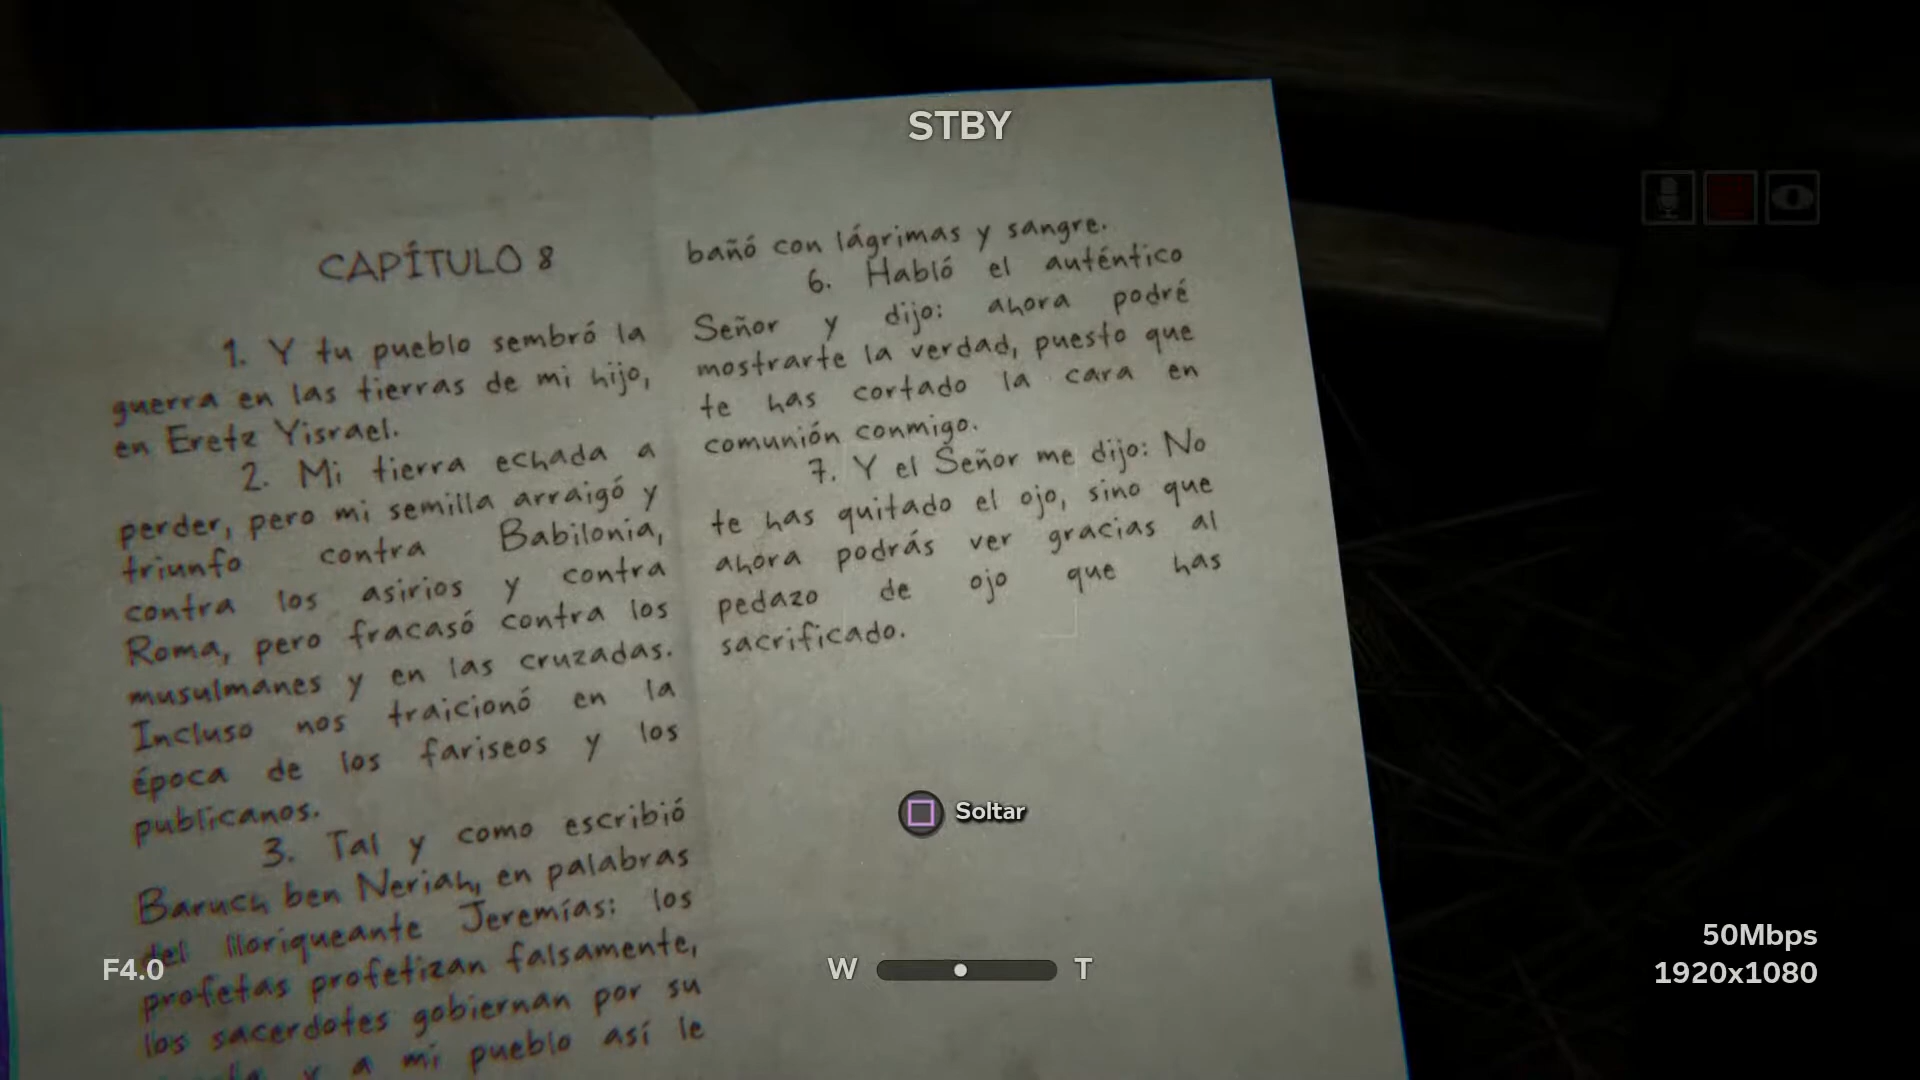 STBY
CAPÍTULO 8
1. Y tu pueblo sembró la
guerra en las tierras de mi hijo,
en Eretz Yisrael.
2. Mi tierra echada a
perder, pero mi semilla arraigó y
triunfo contra Babilonia,
contra los asirios y contra
Roma, pero fracasó contra los
musulmanes y en las cruzadas.
Incluso nos traicionó en la
época de los fariseos y los
publicanos.
3. Tal y como escribió
Baruch ben Neriah, en palabras
del lloriqueante Jeremías: los
profetas profetizan falsamente,
los sacerdotes gobiernan por su
y a mi pueblo así le
bañó con lágrimas y sangre.
6. Habló el auténtico
Señor y dijo: ahora podré
mostrarte la verdad, puesto que
te has cortado la cara en
comunión conmigo.
7. Y el Señor me dijo: No
te has quitado el ojo, sino que
ahora podrás ver gracias al
pedazo de ojo que has
sacrificado.
Soltar
F4.0
W T
50Mbps
1920x1080